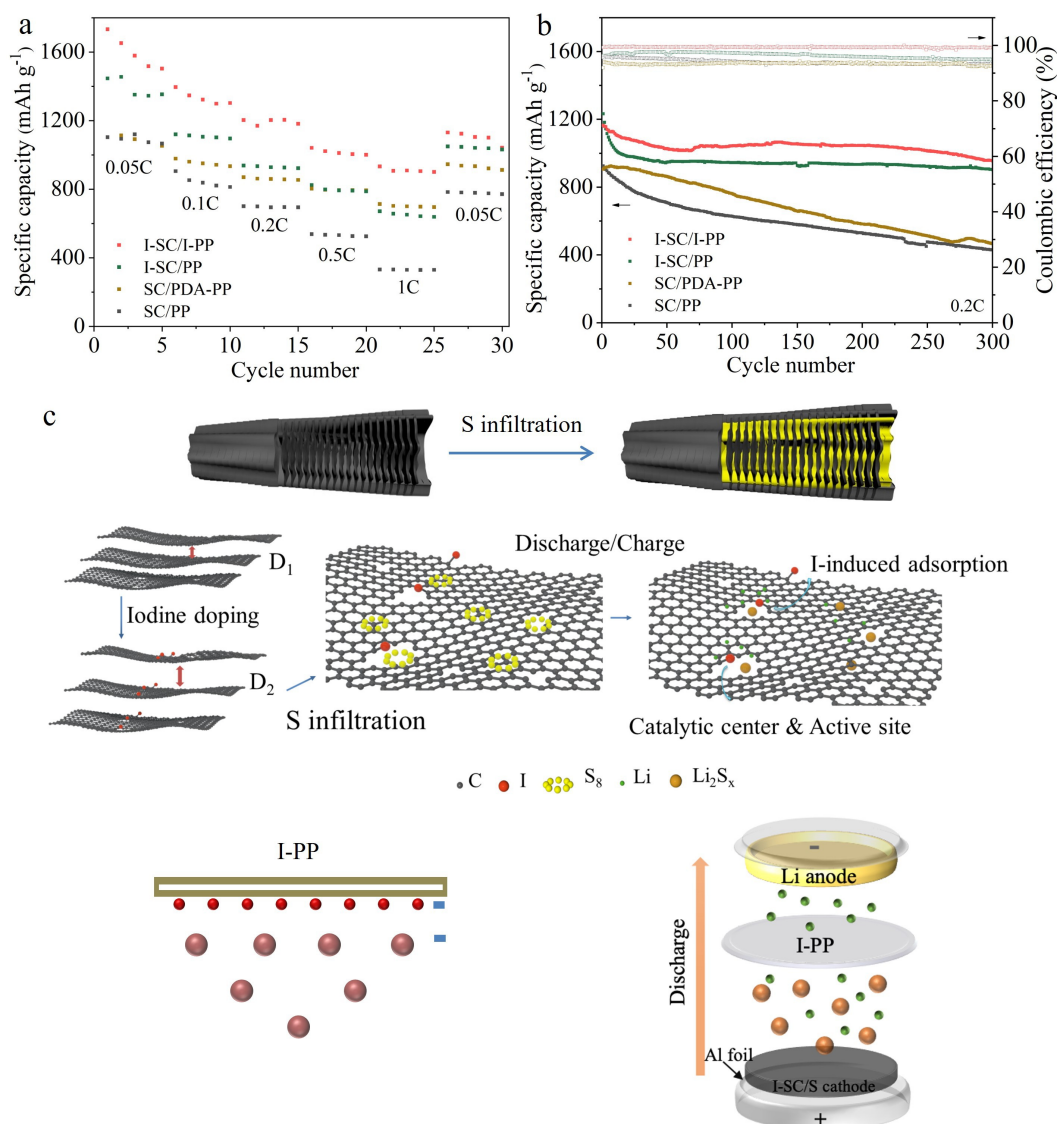 a
Specific capacity (mAh g-1)
1600
1200
800
400
0
0.05C
0.1C
0.2C
0.5C
1C
0.05C
I-SC/I-PP
I-SC/PP
SC/PDA-PP
SC/PP
0 5 10 15 20 25 30
Cycle number
b
Specific capacity (mAh g-1)
1600
1200
800
400
0
I-SC/I-PP
I-SC/PP
SC/PDA-PP
SC/PP
0.2C
0 50 100 150 200 250 300
Cycle number
100
80
60
40
20
0
Coulombic efficiency (%)
c
S infiltration
D1
Iodine doping
D2
S infiltration
Discharge/Charge
I-induced adsorption
Catalytic center & Active site
C I S8 Li Li2Sx
I-PP
Discharge
Li anode
I-PP
Al foil
I-SC/S cathode
+